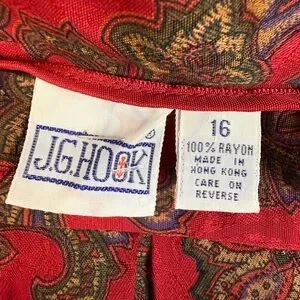 ®
J.G.HOOK
16
100% RAYON
MADE IN
HONG KONG
CARE ON
REVERSE